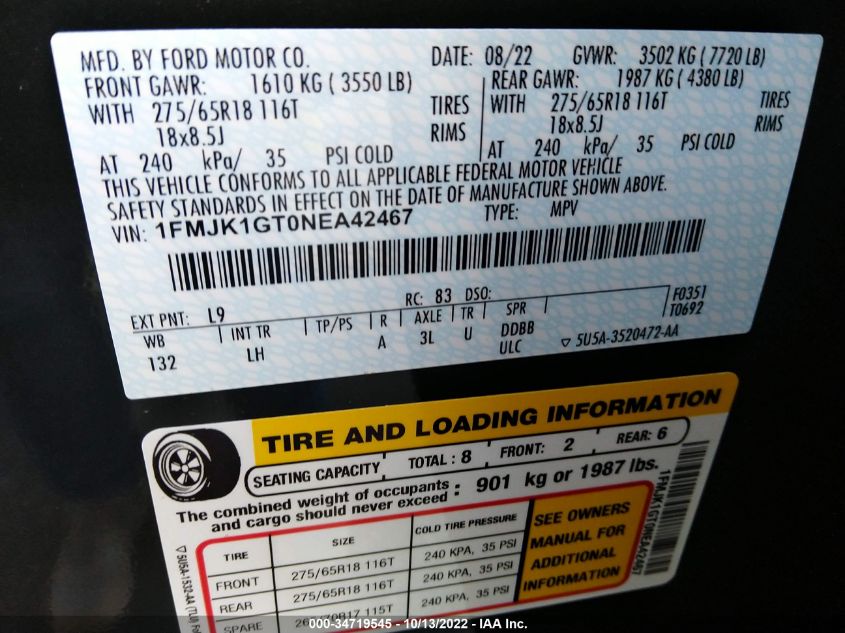 MFD. BY FORD MOTOR CO. DATE: 08/22 GVWR: 3502 KG ( 7720 LB)
FRONT GAWR: 1610 KG ( 3550 LB) REAR GAWR: 1987 KG ( 4380 LB)
WITH 275/65R18 116T TIRES WITH 275/65R18 116T TIRES
18x8.5J RIMS 18x8.5J RIMS
AT 240 kPa/ 35 PSI COLD AT 240 kPa/ 35 PSI COLD
THIS VEHICLE CONFORMS TO ALL APPLICABLE FEDERAL MOTOR VEHICLE
SAFETY STANDARDS IN EFFECT ON THE DATE OF MANUFACTURE SHOWN ABOVE.
VIN: 1FMJK1GT0NEA42467 TYPE: MPV
F0351
T0692
EXT PNT: L9 RC: 83 DSO:
WB INT TR TP/PS R AXLE TR SPR
132 LH A 3L U DDBB
ULC
5U5A-3520472-AA
TIRE AND LOADING INFORMATION
SEATING CAPACITY TOTAL : 8 FRONT: 2 REAR: 6
The combined weight of occupants
and cargo should never exceed : 901 kg or 1987 lbs.
TIRE SIZE COLD TIRE PRESSURE
FRONT 275/65R18 116T 240 KPA, 35 PSI
REAR 275/65R18 116T 240 KPA, 35 PSI
SPARE 115T 240 KPA, 35 PSI
SEE OWNERS
MANUAL FOR
ADDITIONAL
INFORMATION
1FMJK1GT0NEA42467
5U5A-1532-AA (TLU)
000-34719545 - 10/13/2022 - IAA Inc.